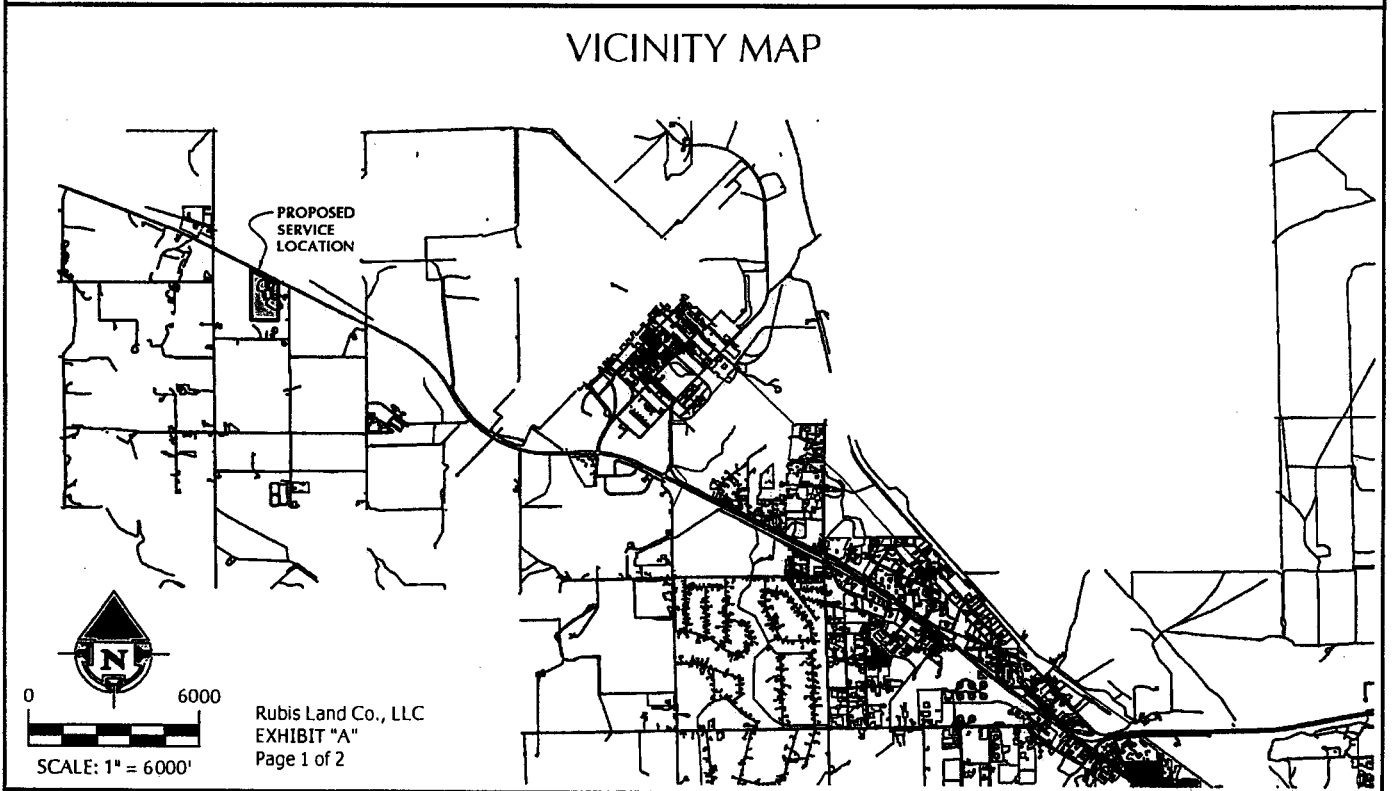 VICINITY MAP
PROPOSED
SERVICE
LOCATION
N
0 6000
SCALE: 1" = 6000'
Rubis Land Co., LLC
EXHIBIT "A"
Page 1 of 2